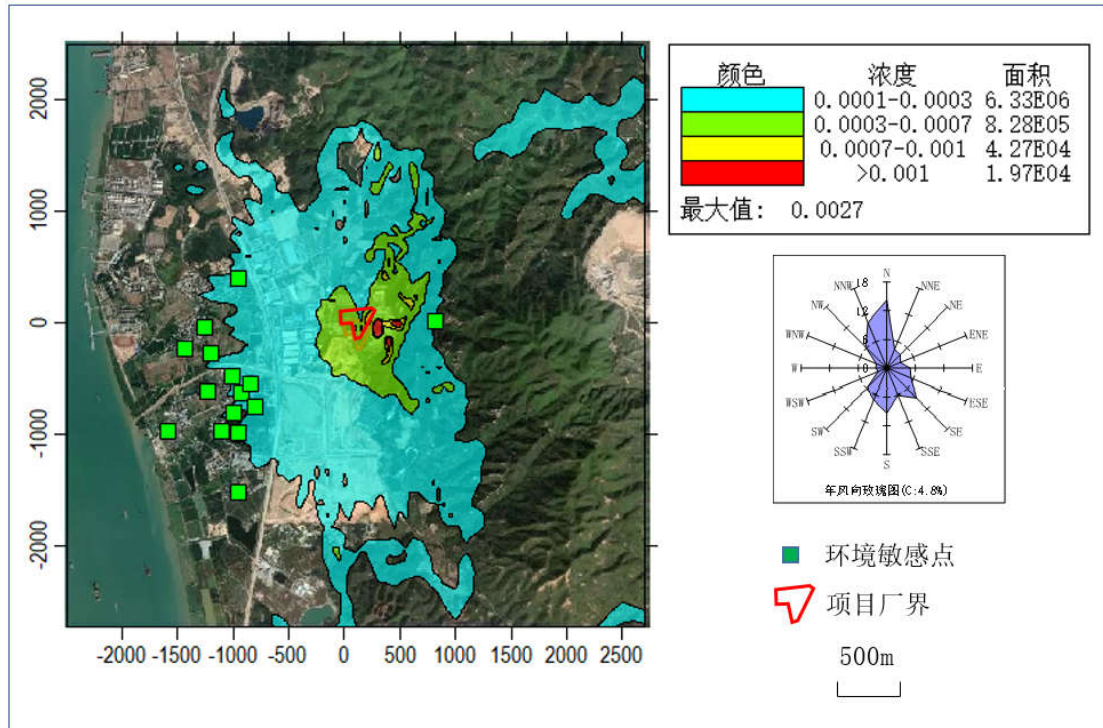 颜色 浓度 面积
0.0001-0.0003 6.33E06
0.0003-0.0007 8.28E05
0.0007-0.001 4.27E04
>0.001 1.97E04
最大值: 0.0027
2000
1000
0
-1000
-2000
-2000 -1500 -1000 -500 0 500 1000 1500 2000 2500
N
NNW 18 NNE
NW 12 NE
WNW 6 ENE
W 0 E
WSW ESE
SW SE
SSW SSE
S
年风向玫瑰图(C:4.8%)
环境敏感点
项目厂界
500m